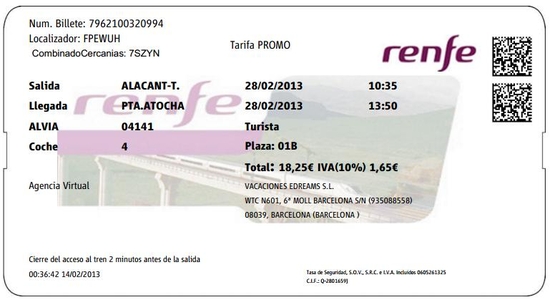 Num. Billete: 7962100320994
Localizador: FPEWUH
CombinadoCercanias: 7SZYN
Tarifa PROMO
renfe
Salida ALACANT-T. 28/02/2013 10:35
Llegada PTA.ATOCHA 28/02/2013 13:50
ALVIA 04141 Turista
Coche 4 Plaza: 01B
Total: 18,25€ IVA(10%) 1,65€
Agencia Virtual VACACIONES EDREAMS S.L.
WTC N601, 6ª MOLL BARCELONA S/N (935088558)
08039, BARCELONA (BARCELONA )
Cierre del acceso al tren 2 minutos antes de la salida
00:36:42 14/02/2013
Tasa de Seguridad, S.O.V., S.R.C. e I.V.A. Incluidos 0605261325
C.I.F.: Q-2801659J
renfe